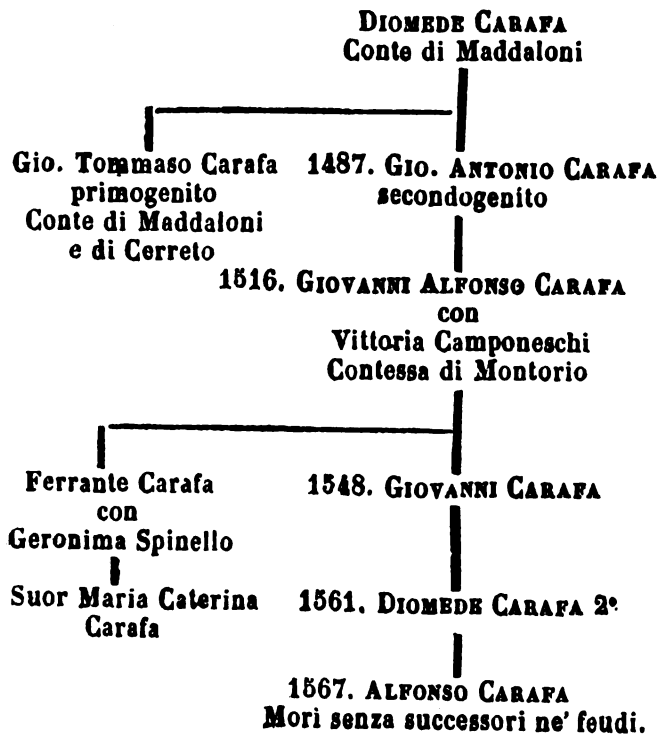 DIOMEDE CARAFA
Conte di Maddaloni
Gio. Tommaso Carafa
primogenito
Conte di Maddaloni
e di Cerreto
1487. GIO. ANTONIO CARAFA
secondogenito
1516. GIOVANNI ALFONSO CARAFA
con
Vittoria Camponeschi
Contessa di Montorio
Ferrante Carafa
con
Geronima Spinello
Suor Maria Caterina
Carafa
1548. GIOVANNI CARAFA
1561. DIOMEDE CARAFA 2º
1567. ALFONSO CARAFA
Morì senza successori ne' feudi.